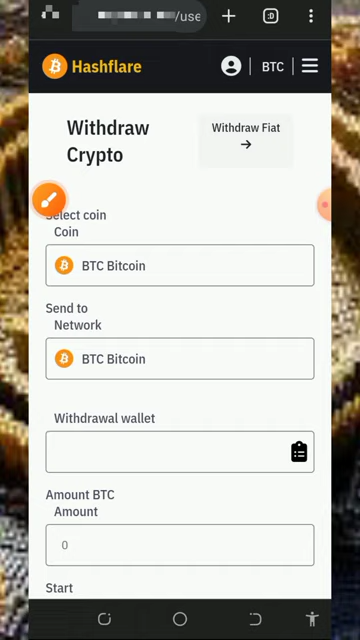 /use
:D
Hashflare
BTC
Withdraw Crypto
Withdraw Fiat
→
Select coin
Coin
BTC Bitcoin
Send to
Network
BTC Bitcoin
Withdrawal wallet
Amount BTC
Amount
0
Start